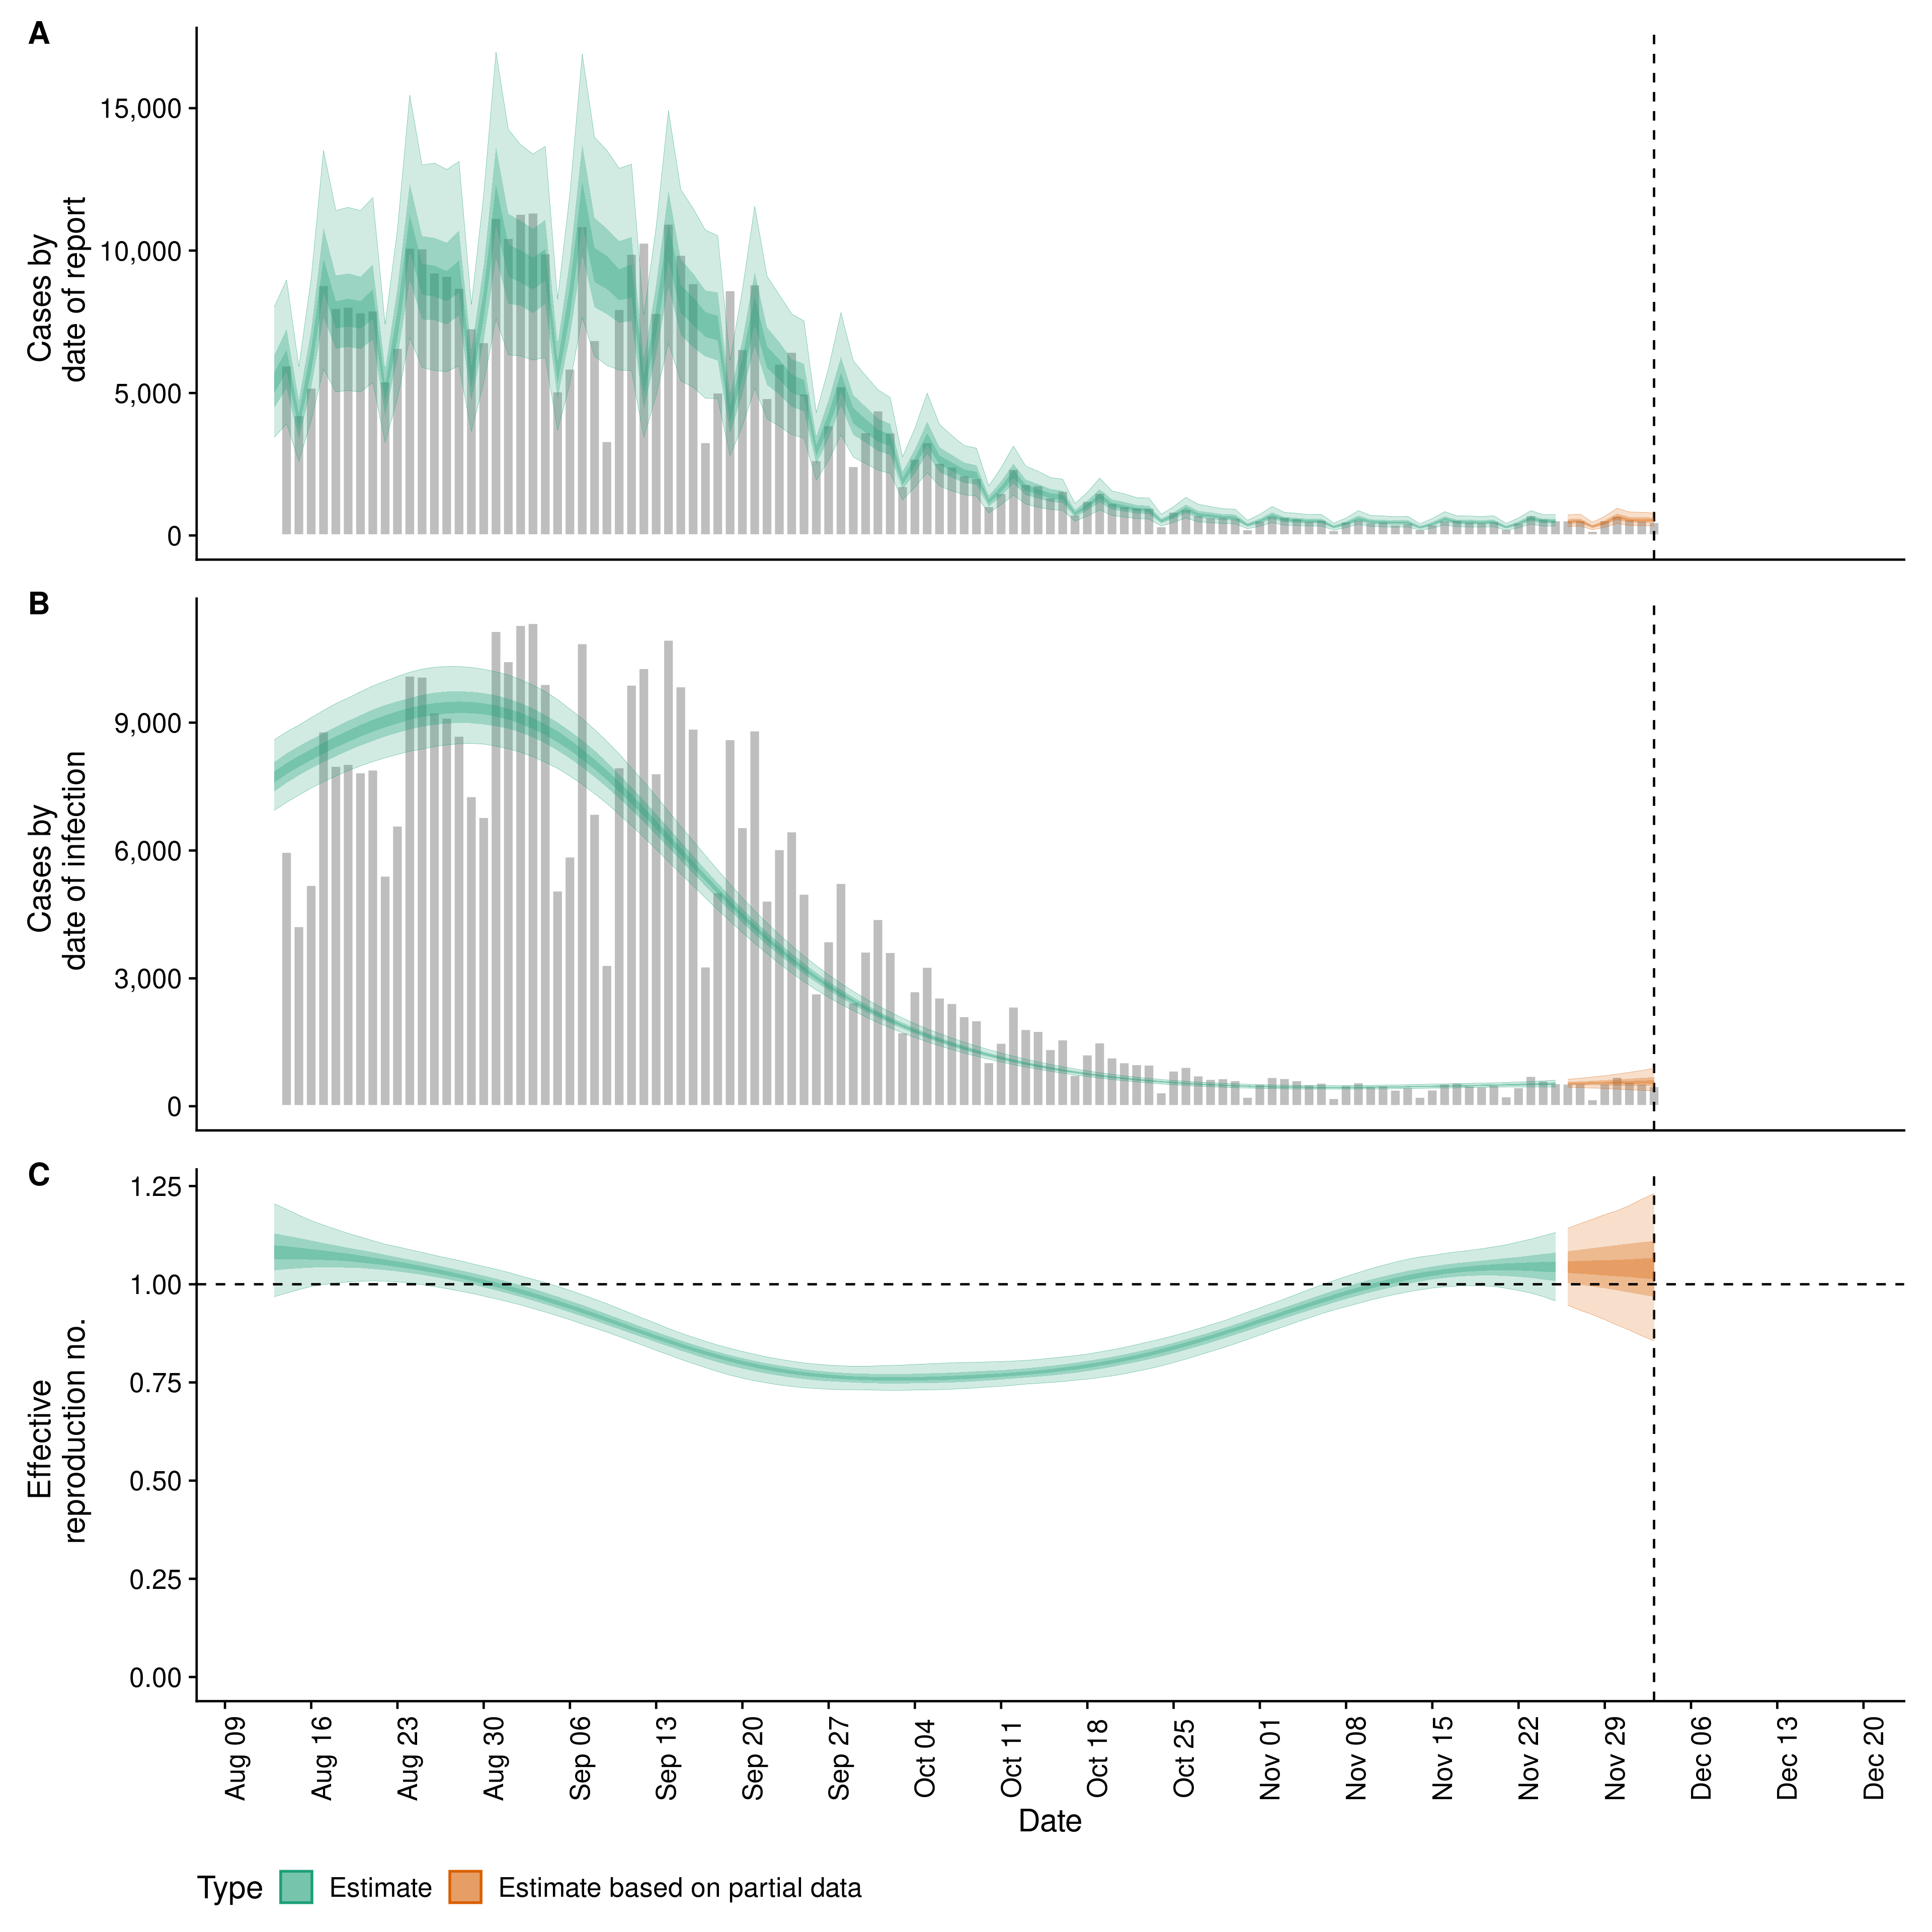 A
Cases by
date of report
15,000
10,000
5,000
0
B
Cases by
date of infection
9,000
6,000
3,000
0
C
Effective
reproduction no.
1.25
1.00
0.75
0.50
0.25
0.00
Aug 09
Aug 16
Aug 23
Aug 30
Sep 06
Sep 13
Sep 20
Sep 27
Oct 04
Oct 11
Oct 18
Oct 25
Nov 01
Nov 08
Nov 15
Nov 22
Nov 29
Dec 06
Dec 13
Dec 20
Date
Type Estimate Estimate based on partial data